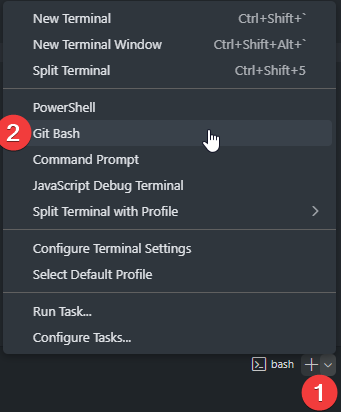 New Terminal Ctrl+Shift+`
New Terminal Window Ctrl+Shift+Alt+`
Split Terminal Ctrl+Shift+5
PowerShell
2 Git Bash
Command Prompt
JavaScript Debug Terminal
Split Terminal with Profile
Configure Terminal Settings
Select Default Profile
Run Task...
Configure Tasks...
bash
1